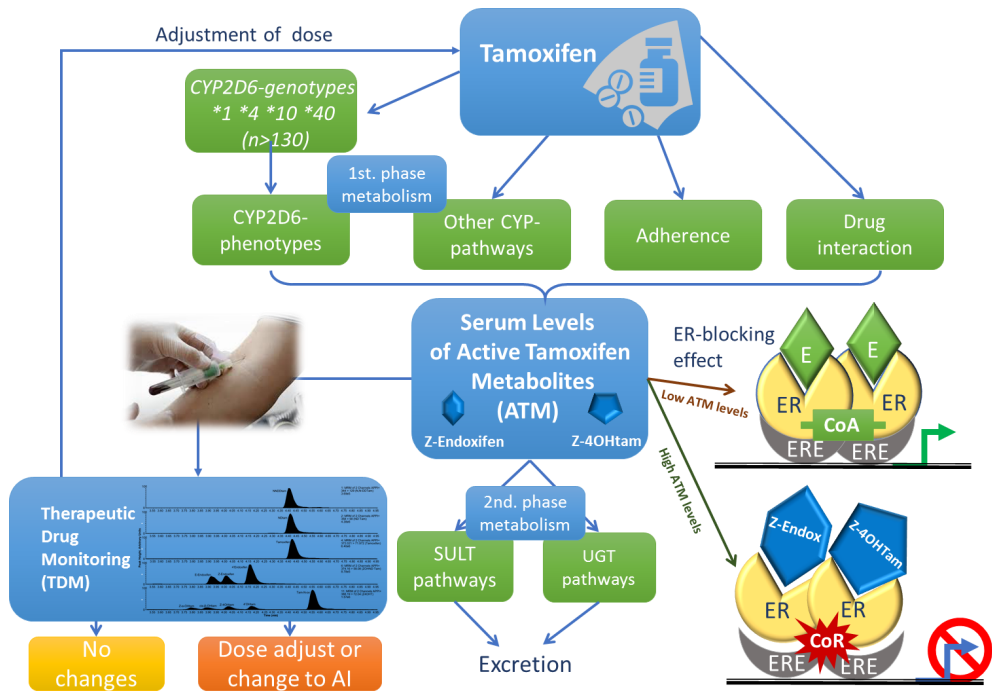 Adjustment of dose
Tamoxifen
CYP2D6-genotypes
*1 *4 *10 *40
(n>130)
1st. phase
metabolism
CYP2D6-
phenotypes
Other CYP-
pathways
Adherence
Drug
interaction
Serum Levels
of Active Tamoxifen
Metabolites
(ATM)
Z-Endoxifen
Z-4OHtam
ER-blocking
effect
Low ATM levels
High ATM levels
E
E
ER
ER
CoA
ERE
ERE
Therapeutic
Drug
Monitoring
(TDM)
2nd. phase
metabolism
SULT
pathways
UGT
pathways
Z-Endox
Z-4OHTam
ER
ER
CoR
ERE
ERE
No
changes
Dose adjust or
change to AI
Excretion